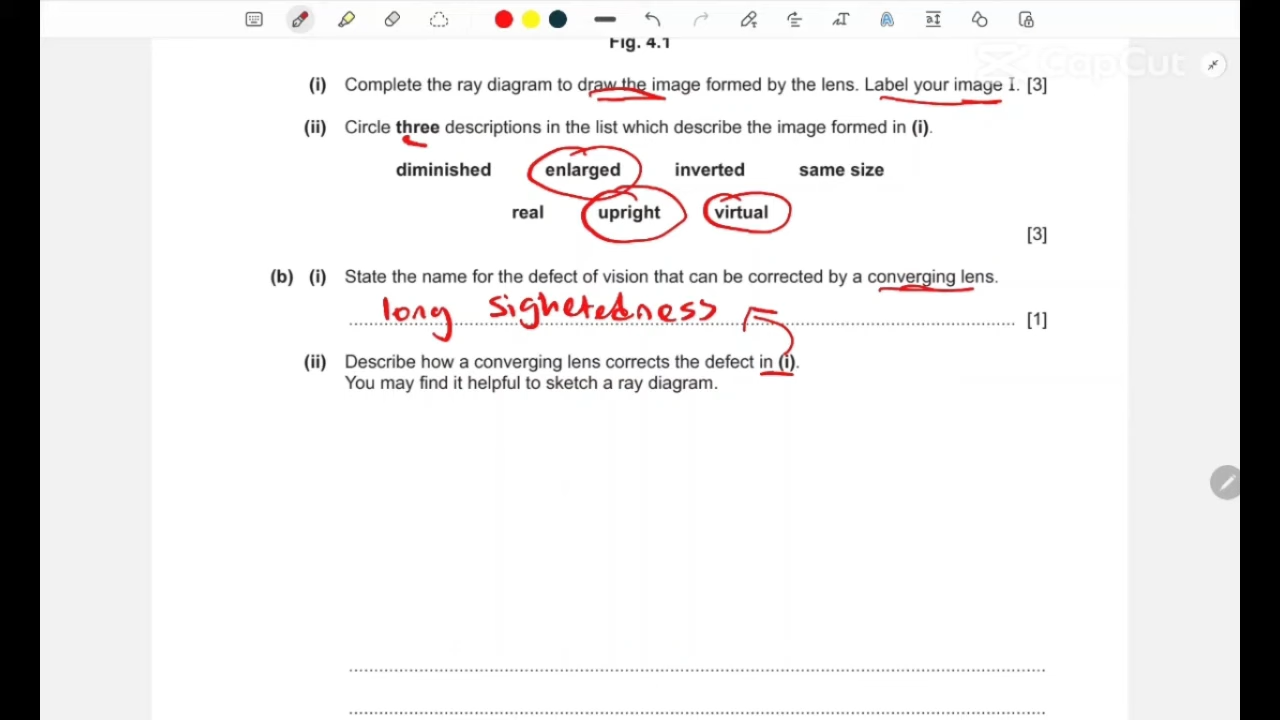 CapCut
Fig. 4.1
(i) Complete the ray diagram to draw the image formed by the lens. Label your image I. [3]
(ii) Circle three descriptions in the list which describe the image formed in (i).
diminished enlarged inverted same size
real upright virtual
[3]
(b) (i) State the name for the defect of vision that can be corrected by a converging lens.
long sighetedness
[1]
(ii) Describe how a converging lens corrects the defect in (i).
You may find it helpful to sketch a ray diagram.